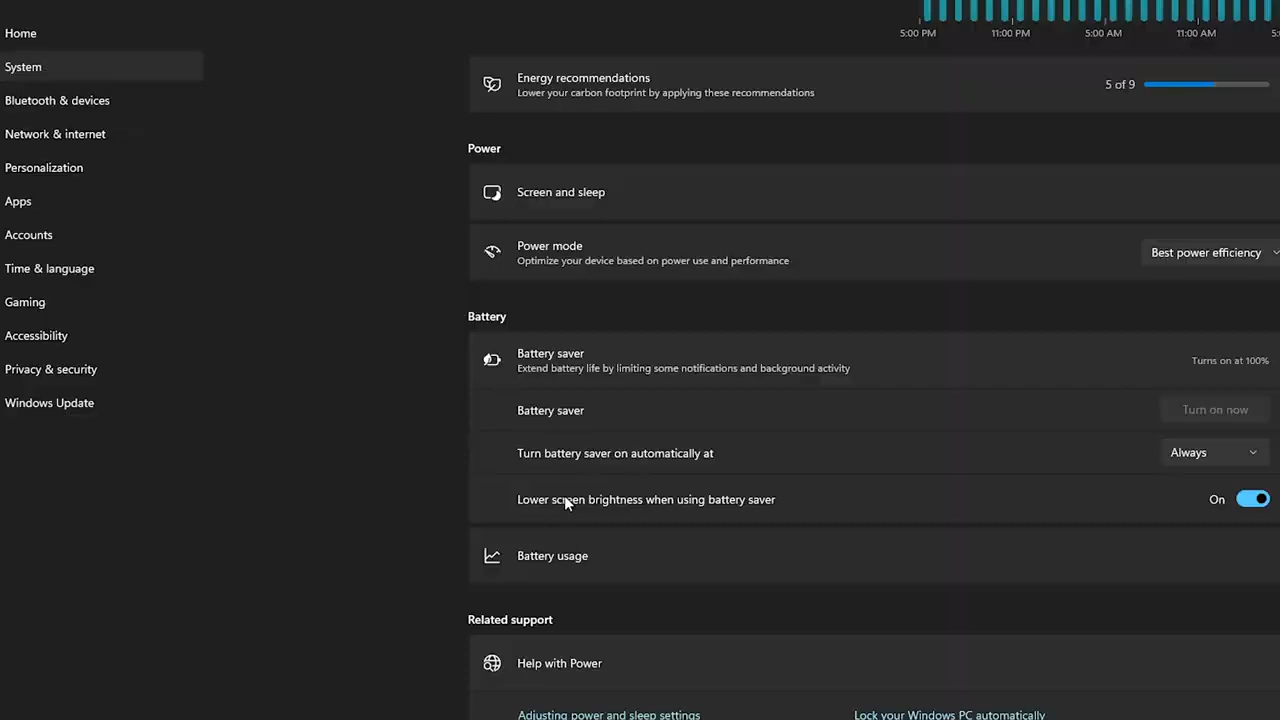 Home
System
Bluetooth & devices
Network & internet
Personalization
Apps
Accounts
Time & language
Gaming
Accessibility
Privacy & security
Windows Update
5:00 PM 11:00 PM 5:00 AM 11:00 AM
Energy recommendations
Lower your carbon footprint by applying these recommendations
5 of 9
Power
Screen and sleep
Power mode
Optimize your device based on power use and performance
Best power efficiency
Battery
Battery saver
Extend battery life by limiting some notifications and background activity
Turns on at 100%
Battery saver
Turn on now
Turn battery saver on automatically at
Always
Lower screen brightness when using battery saver
On
Battery usage
Related support
Help with Power
Adjusting power and sleep settings
Lock your Windows PC automatically